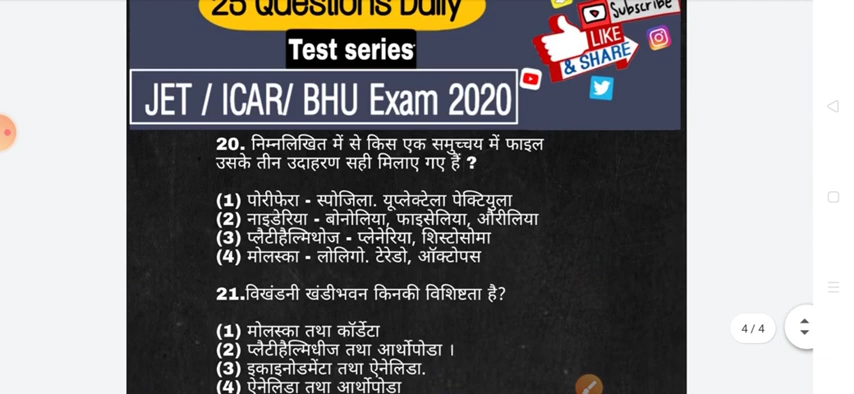 25 Questions Daily
Subscribe
Test series
LIKE
& SHARE
JET / ICAR/ BHU Exam 2020
20. निम्नलिखित में से किस एक समुच्चय में फाइल
उसके तीन उदाहरण सही मिलाए गए हैं ?
(1) पोरीफेरा - स्पोजिला. यूप्लेक्टेला पेक्टियुला
(2) नाइडेरिया - बोनोलिया, फाइसेलिया, औरीलिया
(3) प्लैटीहैल्मिथोज - प्लेनेरिया, शिस्टोसोमा
(4) मोलस्का - लोलिगो. टेरेडो, ऑक्टोपस
21.विखंडनी खंडीभवन किनकी विशिष्टता है?
(1) मोलस्का तथा कॉर्डेटा
(2) प्लैटीहैल्मिधीज तथा आर्थोपोडा ।
(3) इकाइनोडमेंटा तथा ऐनेलिडा.
(4) ऐनेलिडा तथा आर्थोपोडा
4 / 4